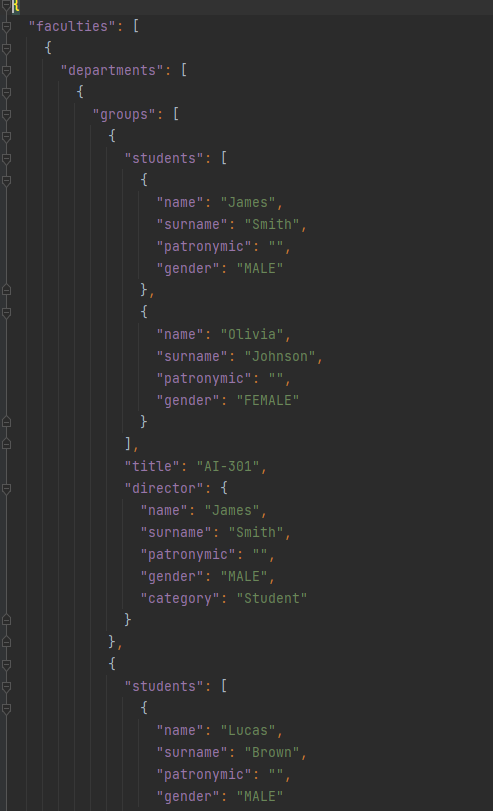 {
  "faculties": [
    {
      "departments": [
        {
          "groups": [
            {
              "students": [
                {
                  "name": "James",
                  "surname": "Smith",
                  "patronymic": "",
                  "gender": "MALE"
                },
                {
                  "name": "Olivia",
                  "surname": "Johnson",
                  "patronymic": "",
                  "gender": "FEMALE"
                }
              ],
              "title": "AI-301",
              "director": {
                "name": "James",
                "surname": "Smith",
                "patronymic": "",
                "gender": "MALE",
                "category": "Student"
              }
            },
            {
              "students": [
                {
                  "name": "Lucas",
                  "surname": "Brown",
                  "patronymic": "",
                  "gender": "MALE"